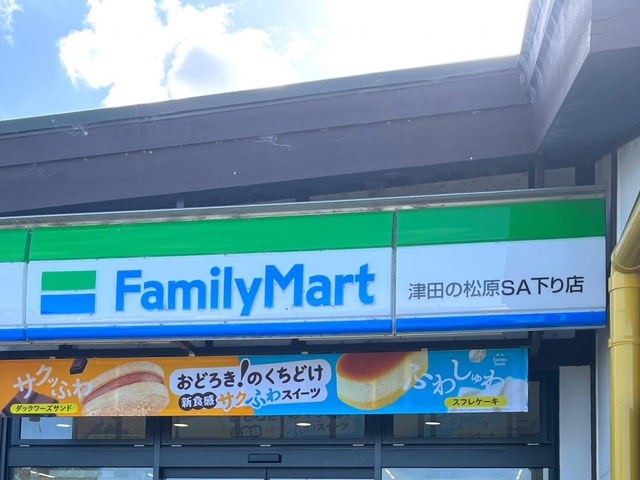 FamilyMart
津田の松原SA下り店
サクッふわ
ダックワーズサンド
おどろき!のくちどけ
新食感サクふわスイーツ
ふわしゅわ
スフレケーキ